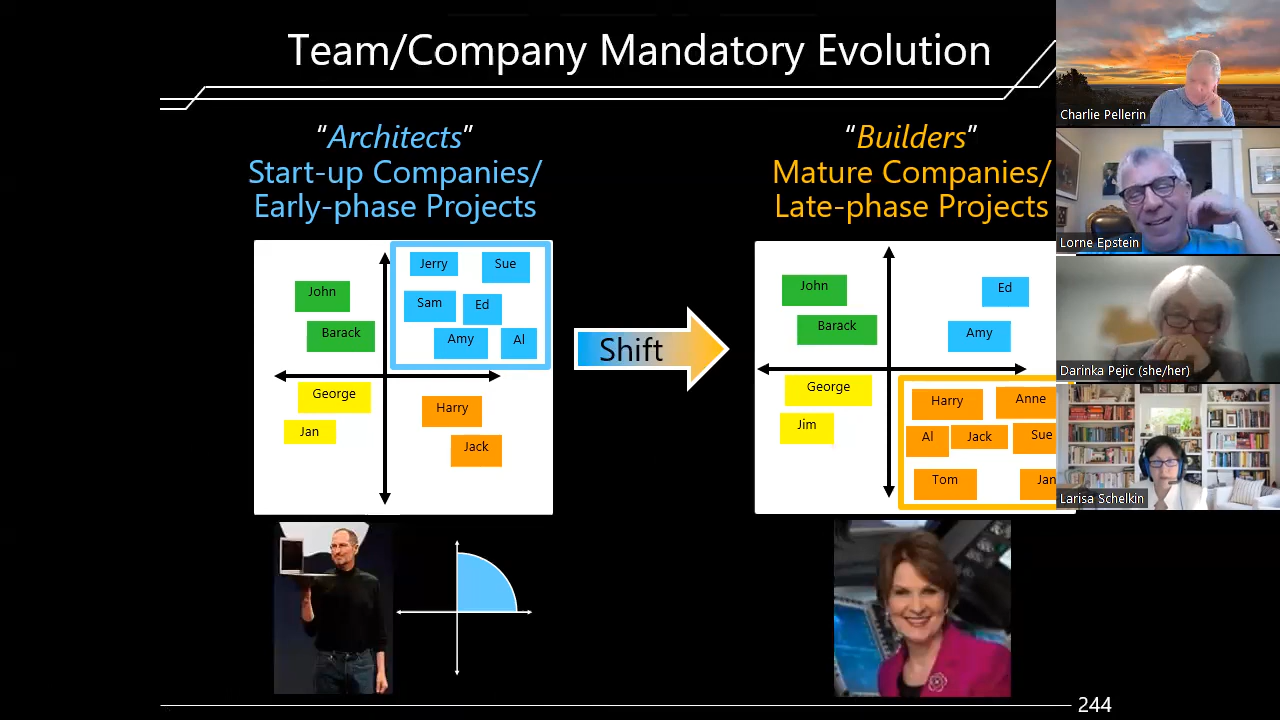 Team/Company Mandatory Evolution
"Architects"
Start-up Companies/
Early-phase Projects
Jerry
Sue
John
Sam
Ed
Barack
Amy
Al
George
Harry
Jan
Jack
Shift
"Builders"
Mature Companies/
Late-phase Projects
John
Ed
Barack
Amy
George
Harry
Anne
Jim
Al
Jack
Sue
Tom
Jan
244
Charlie Pellerin
Lorne Epstein
Darinka Pejic (she/her)
Larisa Schelkin